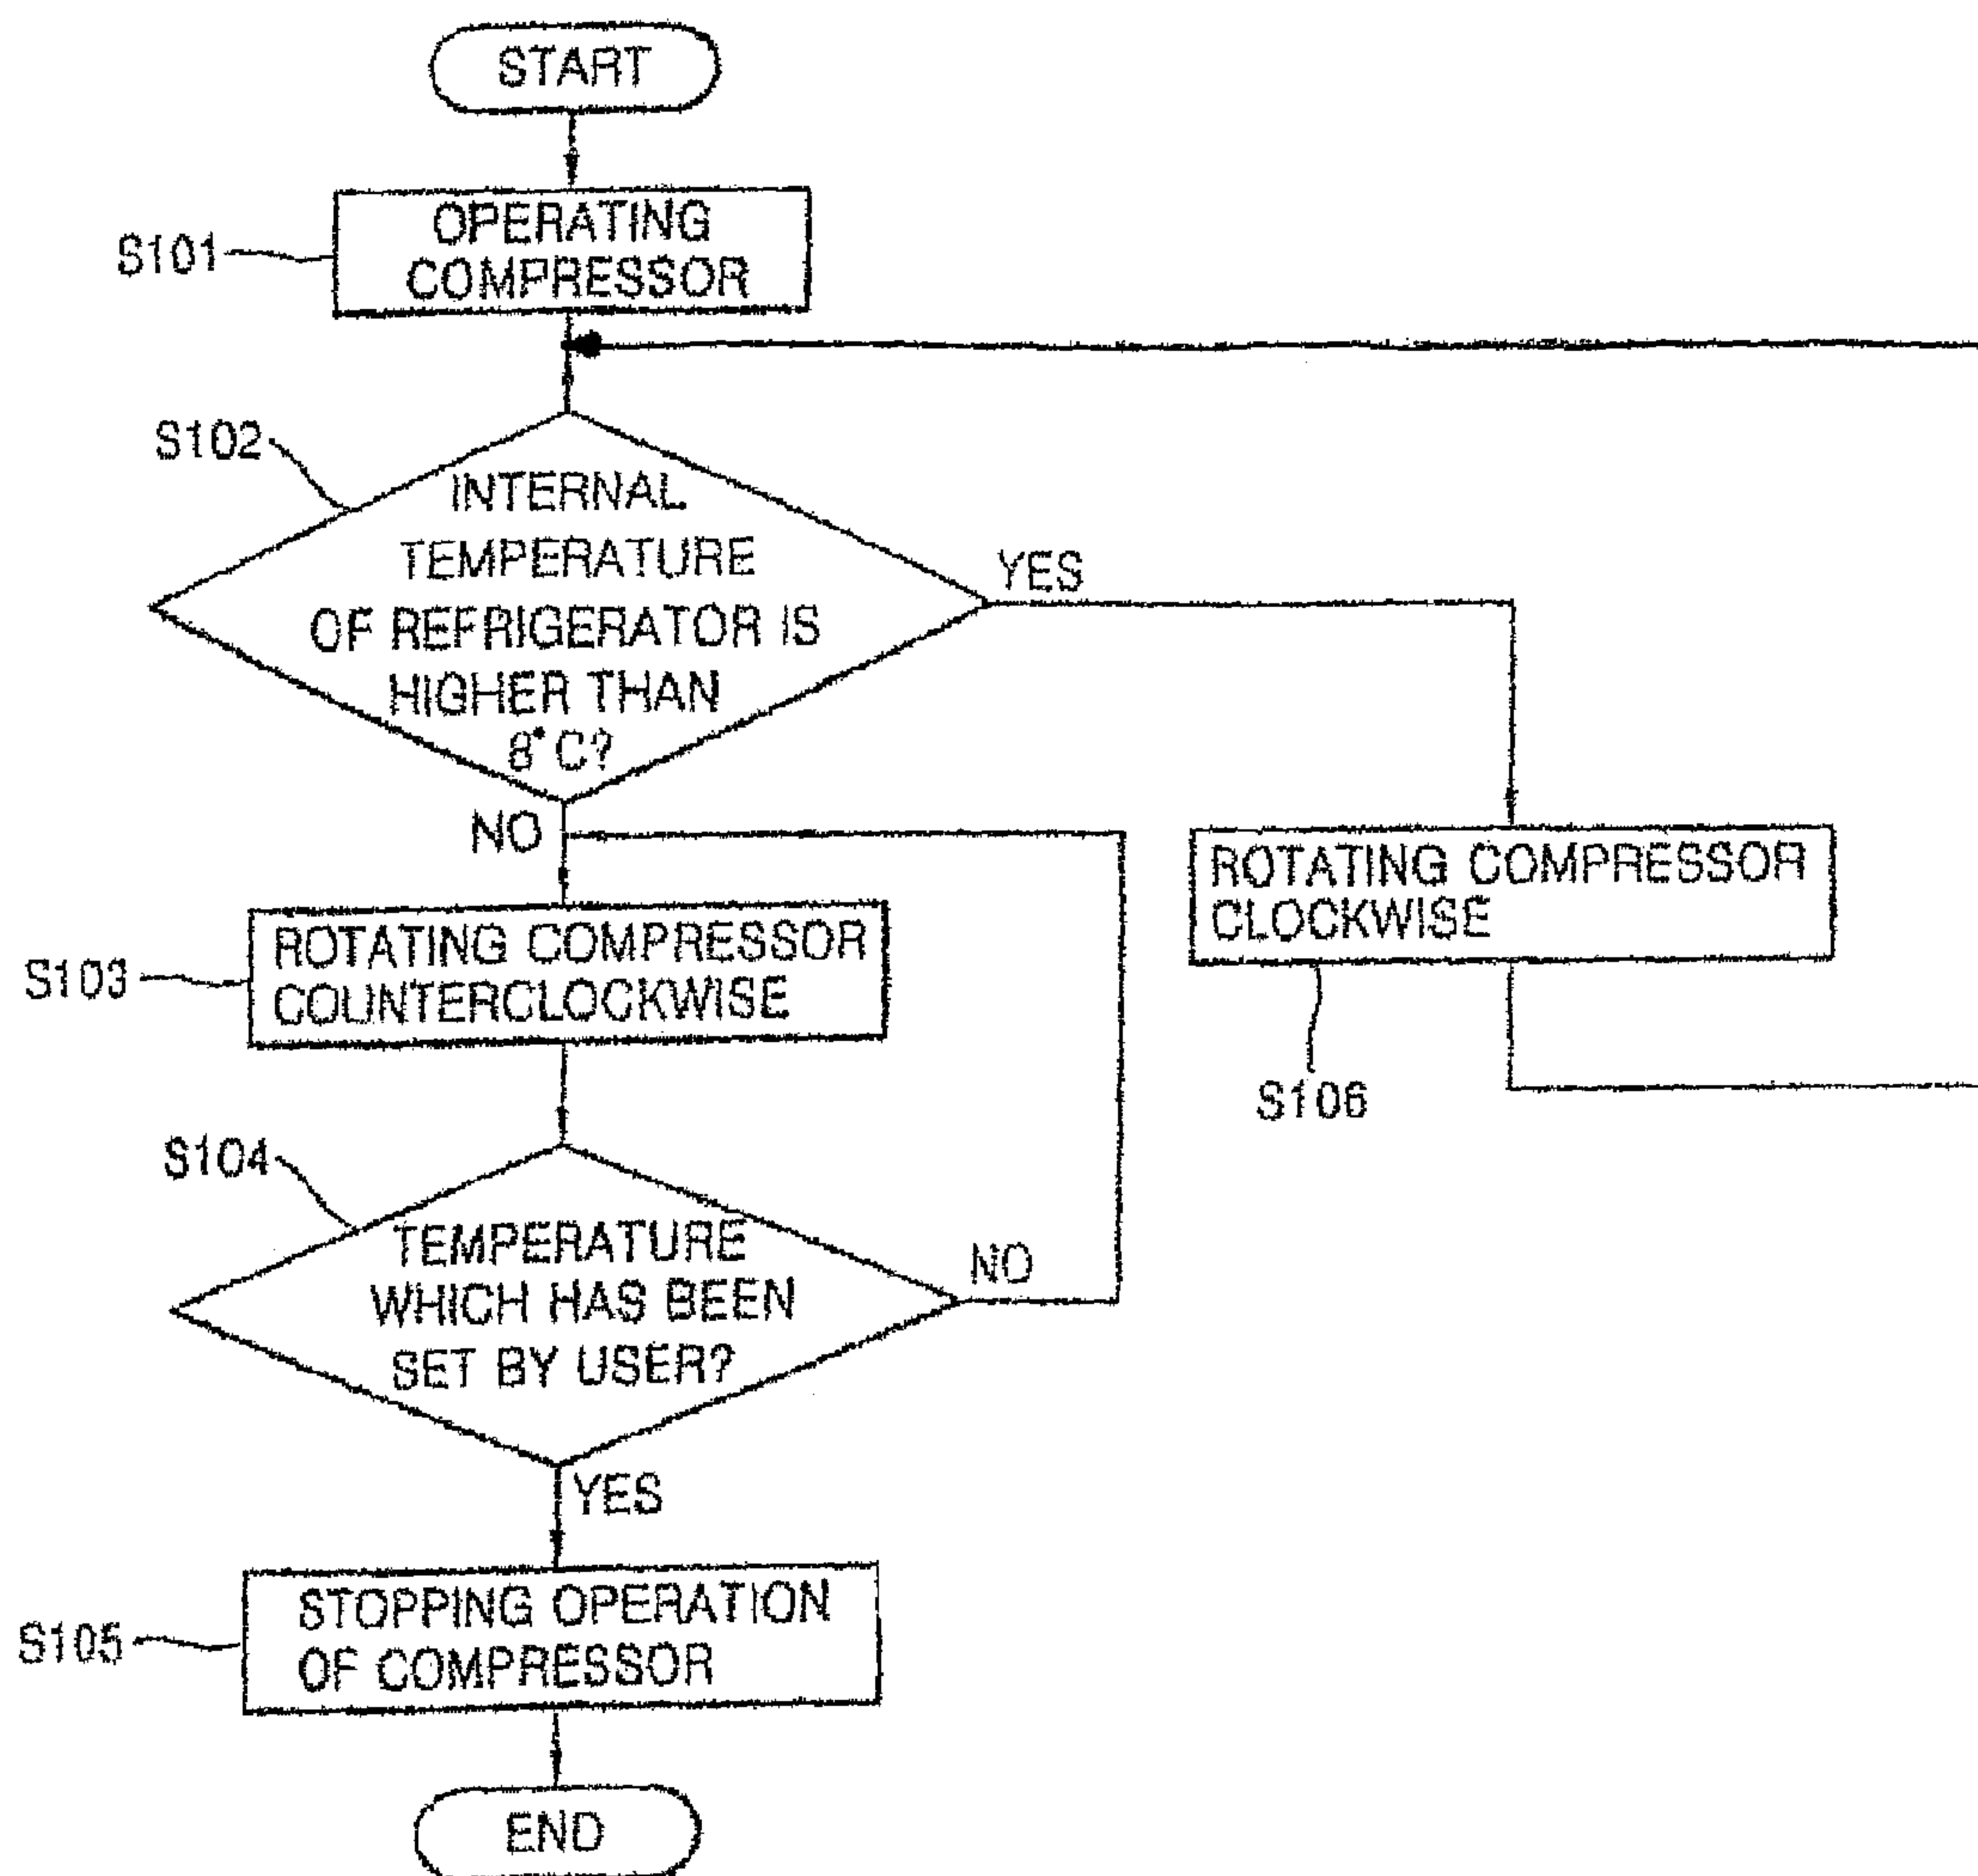 START
S101
OPERATING
COMPRESSOR
S102
INTERNAL
TEMPERATURE
OF REFRIGERATOR IS
HIGHER THAN
8°C?
YES
NO
ROTATING COMPRESSOR
CLOCKWISE
S106
S103
ROTATING COMPRESSOR
COUNTERCLOCKWISE
S104
TEMPERATURE
WHICH HAS BEEN
SET BY USER?
NO
YES
S105
STOPPING OPERATION
OF COMPRESSOR
END